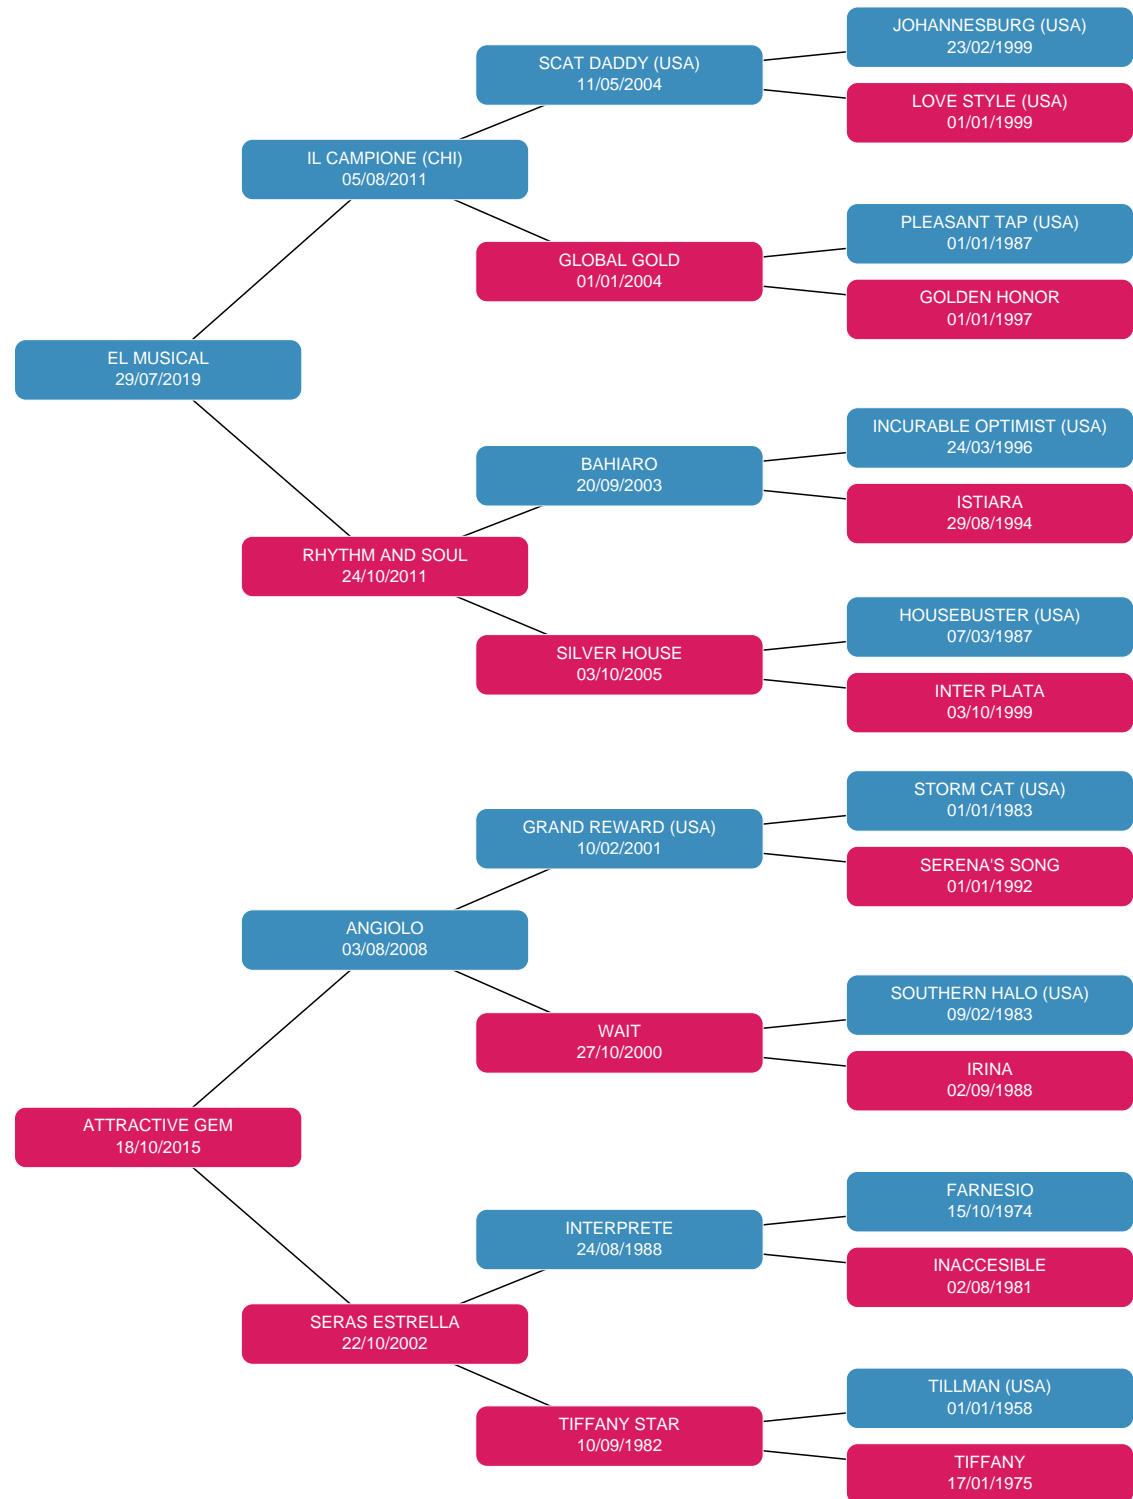 JOHANNESBURG (USA)
23/02/1999
SCAT DADDY (USA)
11/05/2004
LOVE STYLE (USA)
01/01/1999
IL CAMPIONE (CHI)
05/08/2011
PLEASANT TAP (USA)
01/01/1987
GLOBAL GOLD
01/01/2004
GOLDEN HONOR
01/01/1997
EL MUSICAL
29/07/2019
INCURABLE OPTIMIST (USA)
24/03/1996
BAHIARO
20/09/2003
ISTIARA
29/08/1994
RHYTHM AND SOUL
24/10/2011
HOUSEBUSTER (USA)
07/03/1987
SILVER HOUSE
03/10/2005
INTER PLATA
03/10/1999
STORM CAT (USA)
01/01/1983
GRAND REWARD (USA)
10/02/2001
SERENA'S SONG
01/01/1992
ANGIOLO
03/08/2008
SOUTHERN HALO (USA)
09/02/1983
WAIT
27/10/2000
IRINA
02/09/1988
ATTRACTIVE GEM
18/10/2015
FARNESIO
15/10/1974
INTERPRETE
24/08/1988
INACCESIBLE
02/08/1981
SERAS ESTRELLA
22/10/2002
TILLMAN (USA)
01/01/1958
TIFFANY STAR
10/09/1982
TIFFANY
17/01/1975